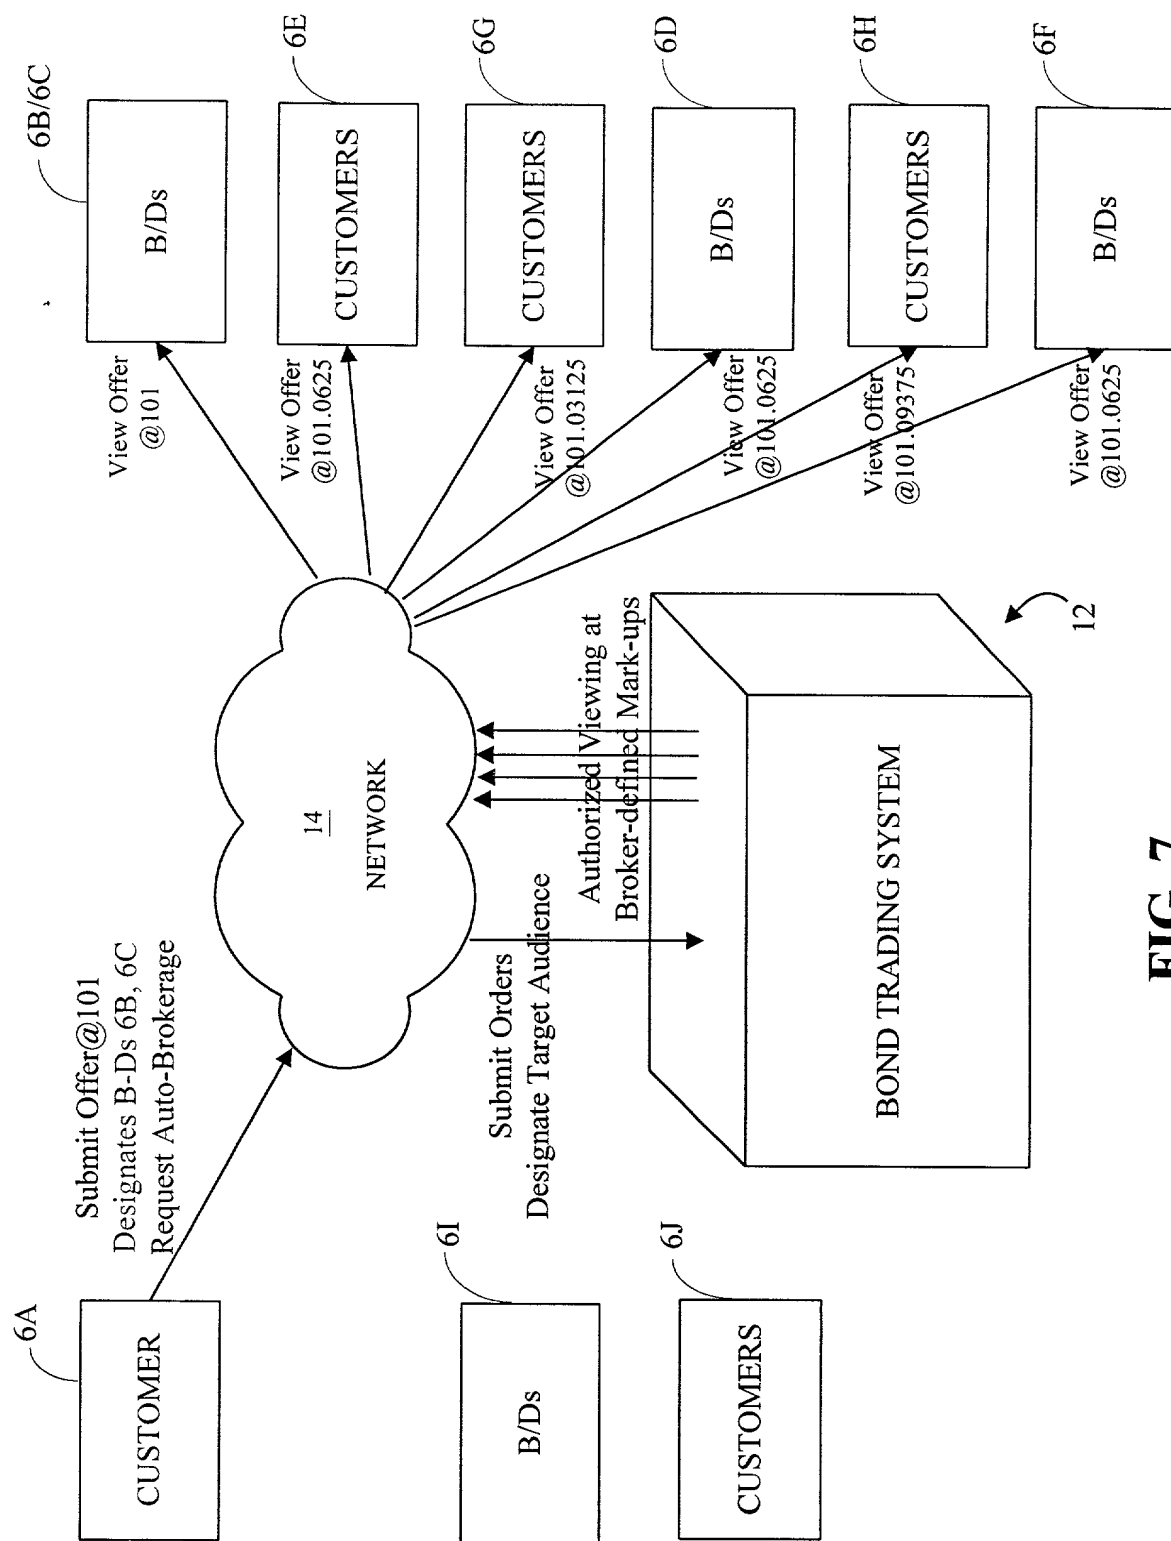 6A
CUSTOMER
Submit Offer@101
Designates B-Ds 6B, 6C
Request Auto-Brokerage
14
NETWORK
6I
B/Ds
6J
CUSTOMERS
Submit Orders
Designate Target Audience
Authorized Viewing at
Broker-defined Mark-ups
BOND TRADING SYSTEM
12
View Offer
@101
B/Ds
6B/6C
View Offer
@101.0625
CUSTOMERS
6E
View Offer
@101.03125
CUSTOMERS
6G
View Offer
@101.0625
B/Ds
6D
View Offer
@101.09375
CUSTOMERS
6H
View Offer
@101.0625
B/Ds
6F
FIG. 7